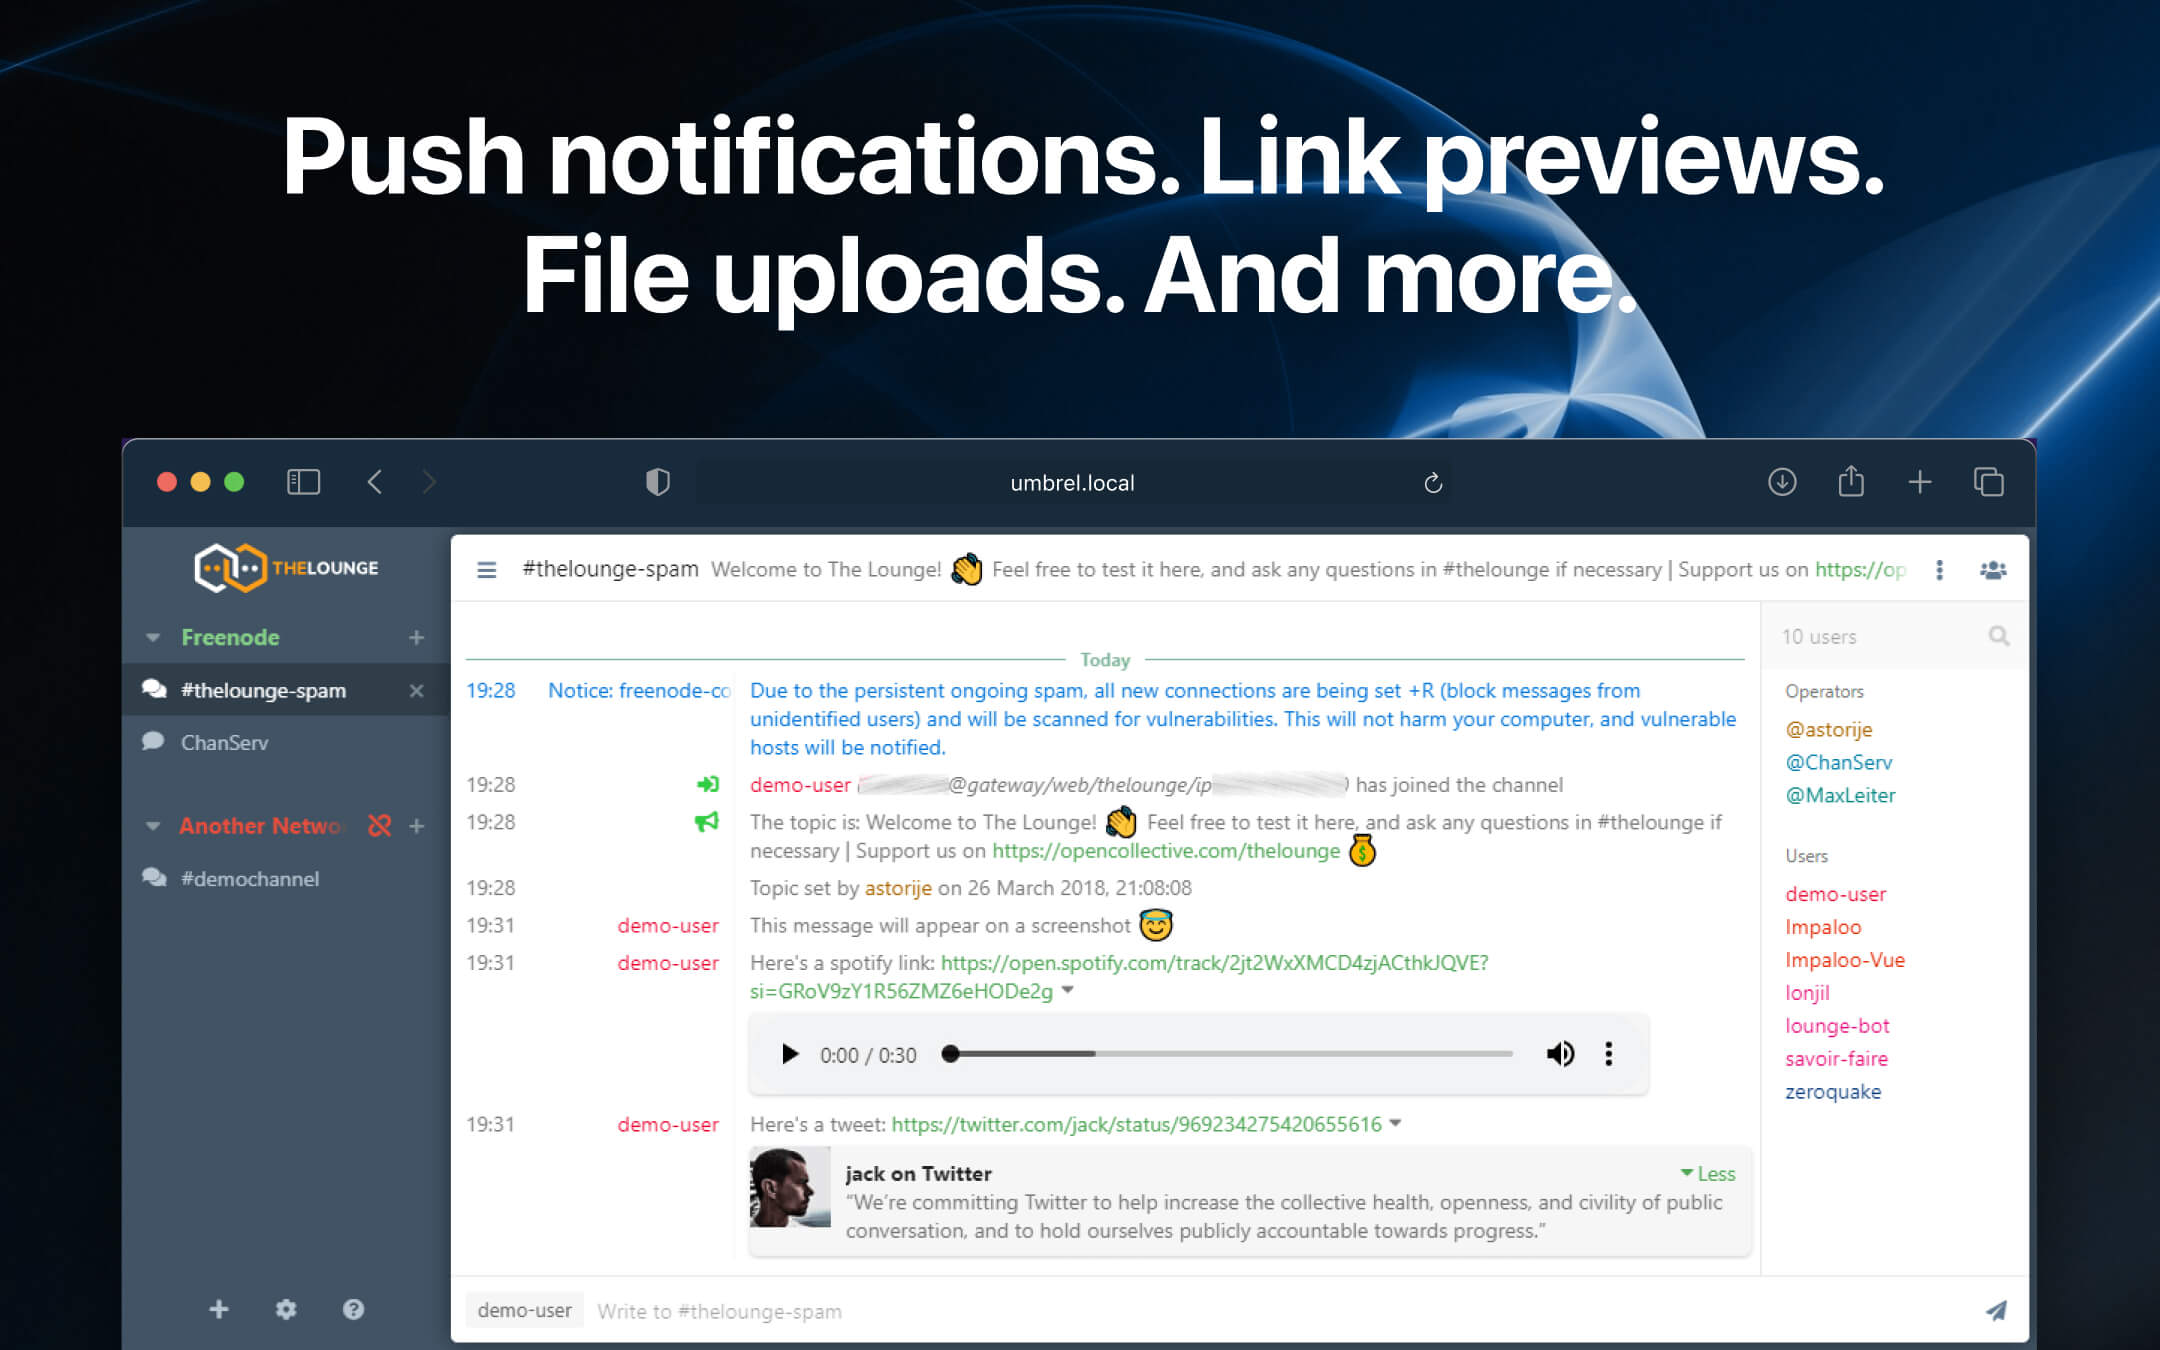 Push notifications. Link previews.
File uploads. And more.
umbrel.local
THELOUNGE
Freenode
#thelounge-spam
ChanServ
Another Netwo
#demochannel
#thelounge-spam Welcome to The Lounge! 👋 Feel free to test it here, and ask any questions in #thelounge if necessary | Support us on https://op
Today
19:28 Notice: freenode-co Due to the persistent ongoing spam, all new connections are being set +R (block messages from
unidentified users) and will be scanned for vulnerabilities. This will not harm your computer, and vulnerable
hosts will be notified.
19:28 demo-user ( @gateway/web/thelounge/ip ) has joined the channel
19:28 The topic is: Welcome to The Lounge! 👋 Feel free to test it here, and ask any questions in #thelounge if
necessary | Support us on https://opencollective.com/thelounge 💰
19:28 Topic set by astorije on 26 March 2018, 21:08:08
19:31 demo-user This message will appear on a screenshot 😇
19:31 demo-user Here's a spotify link: https://open.spotify.com/track/2jt2WxXMCD4zjACthkJQVE?
si=GRoV9zY1R56ZMZ6eHODe2g
0:00 / 0:30
19:31 demo-user Here's a tweet: https://twitter.com/jack/status/969234275420655616
jack on Twitter Less
“We’re committing Twitter to help increase the collective health, openness, and civility of public
conversation, and to hold ourselves publicly accountable towards progress.”
demo-user Write to #thelounge-spam
10 users
Operators
@astorije
@ChanServ
@MaxLeiter
Users
demo-user
Impaloo
Impaloo-Vue
lonjil
lounge-bot
savoir-faire
zeroquake